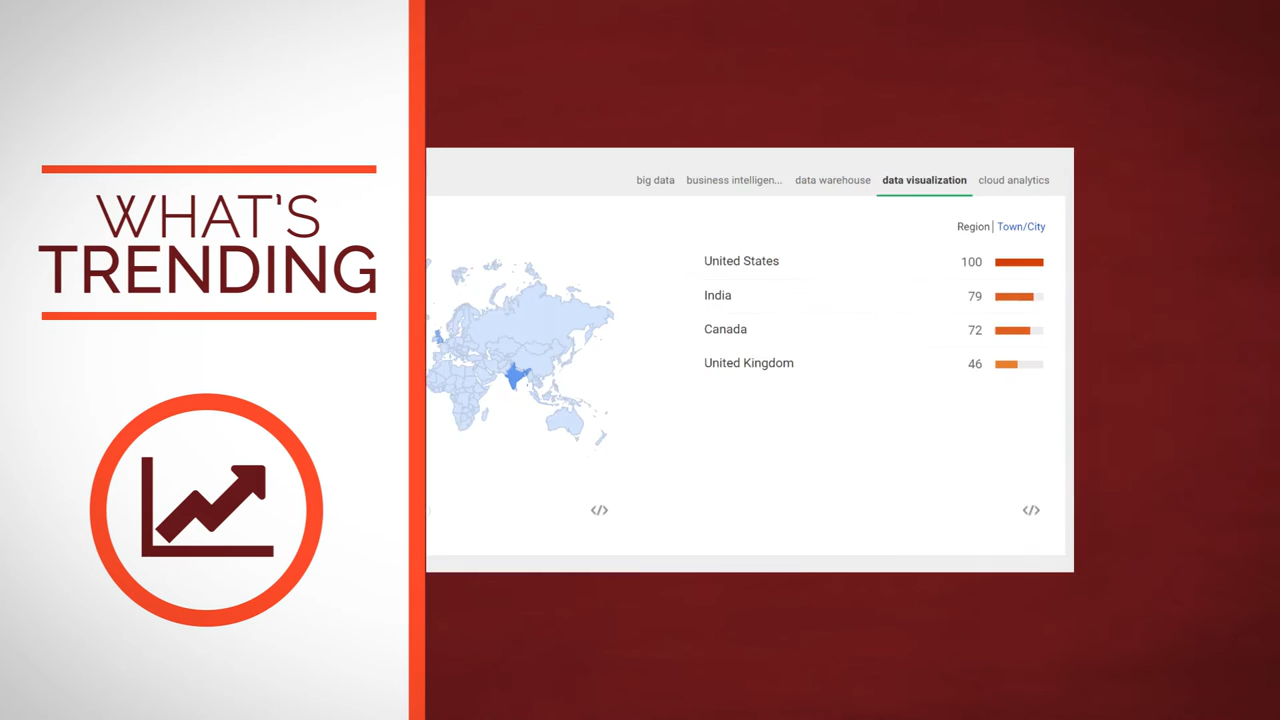 WHAT'S
TRENDING
big data business intelligen... data warehouse data visualization cloud analytics
Region | Town/City
United States 100
India 79
Canada 72
United Kingdom 46
</> </>